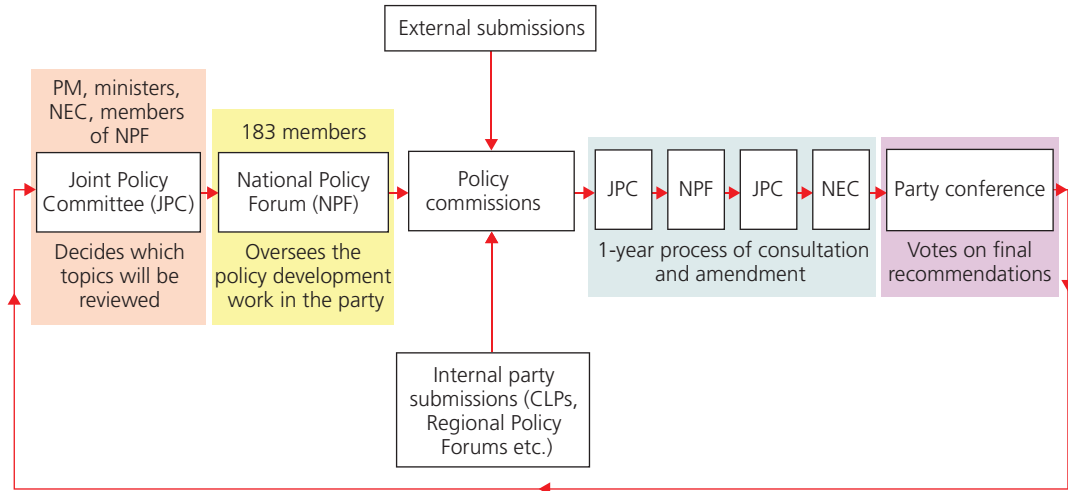 External submissions
PM, ministers,
NEC, members
of NPF
Joint Policy
Committee (JPC)
Decides which
topics will be
reviewed
183 members
National Policy
Forum (NPF)
Oversees the
policy development
work in the party
Policy
commissions
Internal party
submissions (CLPs,
Regional Policy
Forums etc.)
JPC
NPF
JPC
NEC
1-year process of consultation
and amendment
Party conference
Votes on final
recommendations